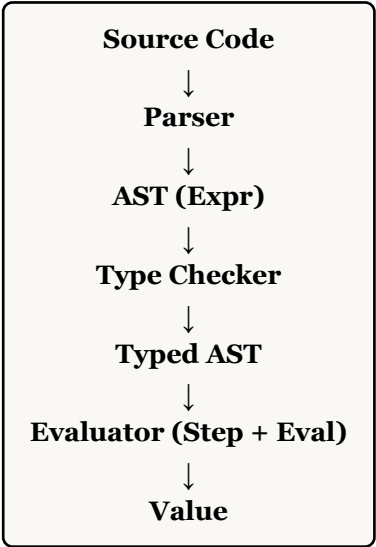 Source Code
↓
Parser
↓
AST (Expr)
↓
Type Checker
↓
Typed AST
↓
Evaluator (Step + Eval)
↓
Value